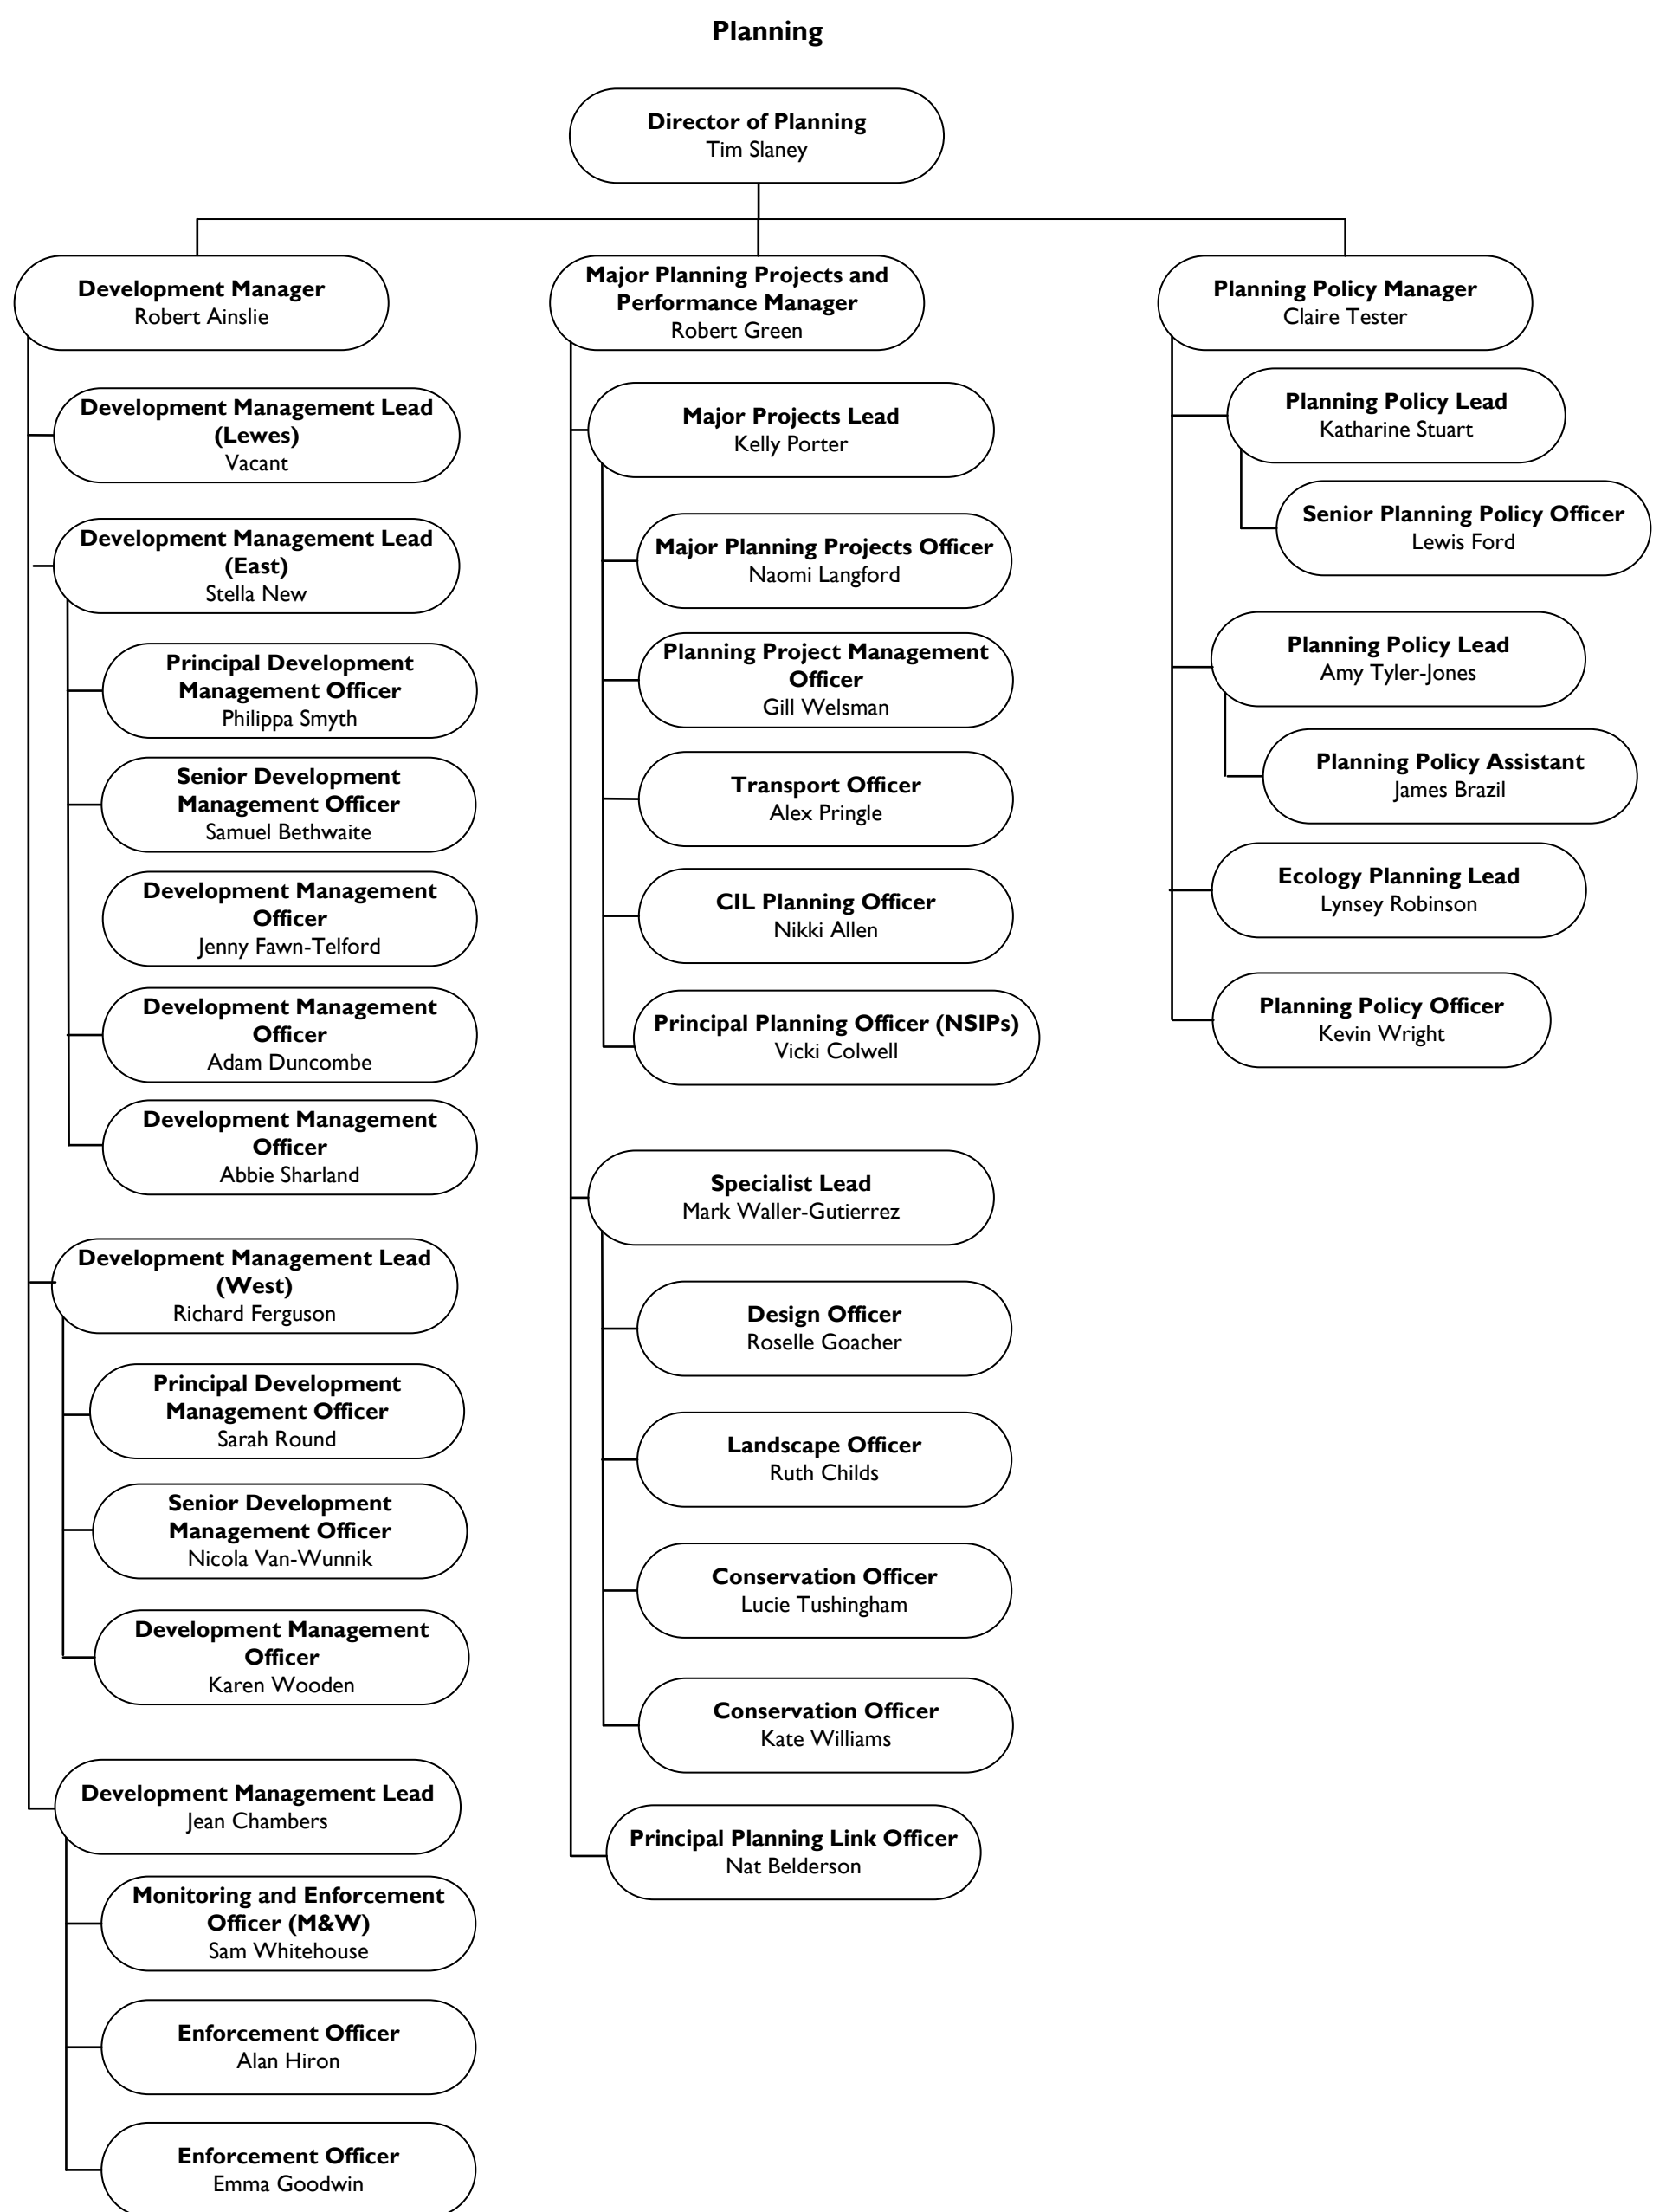 Planning
Director of Planning
Tim Slaney
Development Manager
Robert Ainslie
Development Management Lead
(Lewes)
Vacant
Development Management Lead
(East)
Stella New
Principal Development
Management Officer
Philippa Smyth
Senior Development
Management Officer
Samuel Bethwaite
Development Management
Officer
Jenny Fawn-Telford
Development Management
Officer
Adam Duncombe
Development Management
Officer
Abbie Sharland
Development Management Lead
(West)
Richard Ferguson
Principal Development
Management Officer
Sarah Round
Senior Development
Management Officer
Nicola Van-Wunnik
Development Management
Officer
Karen Wooden
Development Management Lead
Jean Chambers
Monitoring and Enforcement
Officer (M&W)
Sam Whitehouse
Enforcement Officer
Alan Hiron
Enforcement Officer
Emma Goodwin
Major Planning Projects and
Performance Manager
Robert Green
Major Projects Lead
Kelly Porter
Major Planning Projects Officer
Naomi Langford
Planning Project Management
Officer
Gill Welsman
Transport Officer
Alex Pringle
CIL Planning Officer
Nikki Allen
Principal Planning Officer (NSIPs)
Vicki Colwell
Specialist Lead
Mark Waller-Gutierrez
Design Officer
Roselle Goacher
Landscape Officer
Ruth Childs
Conservation Officer
Lucie Tushingham
Conservation Officer
Kate Williams
Principal Planning Link Officer
Nat Belderson
Planning Policy Manager
Claire Tester
Planning Policy Lead
Katharine Stuart
Senior Planning Policy Officer
Lewis Ford
Planning Policy Lead
Amy Tyler-Jones
Planning Policy Assistant
James Brazil
Ecology Planning Lead
Lynsey Robinson
Planning Policy Officer
Kevin Wright